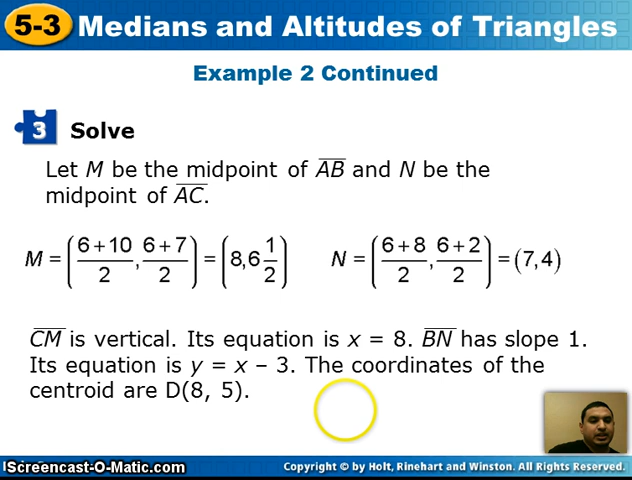 5-3 Medians and Altitudes of Triangles
Example 2 Continued
3 Solve
Let M be the midpoint of AB and N be the
midpoint of AC.
M = ( (6 + 10)/2 , (6 + 7)/2 ) = ( 8, 6 1/2 ) N = ( (6 + 8)/2 , (6 + 2)/2 ) = (7, 4)
CM is vertical. Its equation is x = 8. BN has slope 1.
Its equation is y = x – 3. The coordinates of the
centroid are D(8, 5).
Screencast-O-Matic.com
Copyright © by Holt, Rinehart and Winston. All Rights Reserved.